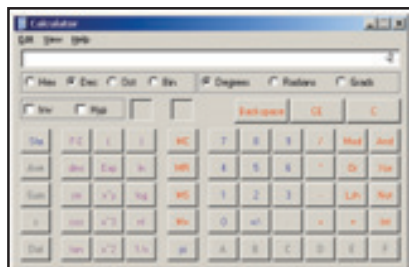 Calculator
Edit View Help
Hex Dec Oct Bin Degrees Radians Grads
Inv Hyp Backspace CE C
Sta F-E ( ) MC 7 8 9 / Mod And
Ave dms Exp ln MR 4 5 6 * Or Xor
Sum sin x^y log MS 1 2 3 - Lsh Not
s cos x^3 n! M+ 0 +/- + = Int
Dat tan x^2 1/x pi A B C D E F